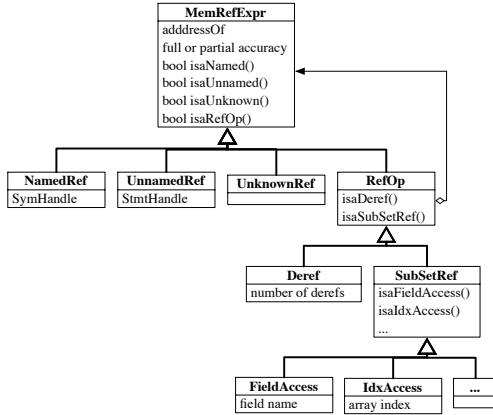 MemRefExpr
adddressOf
full or partial accuracy
bool isaNamed()
bool isaUnnamed()
bool isaUnknown()
bool isaRefOp()
NamedRef
SymHandle
UnnamedRef
StmtHandle
UnknownRef
RefOp
isaDeref()
isaSubSetRef()
Deref
number of derefs
SubSetRef
isaFieldAccess()
isaIdxAccess()
...
FieldAccess
field name
IdxAccess
array index
...